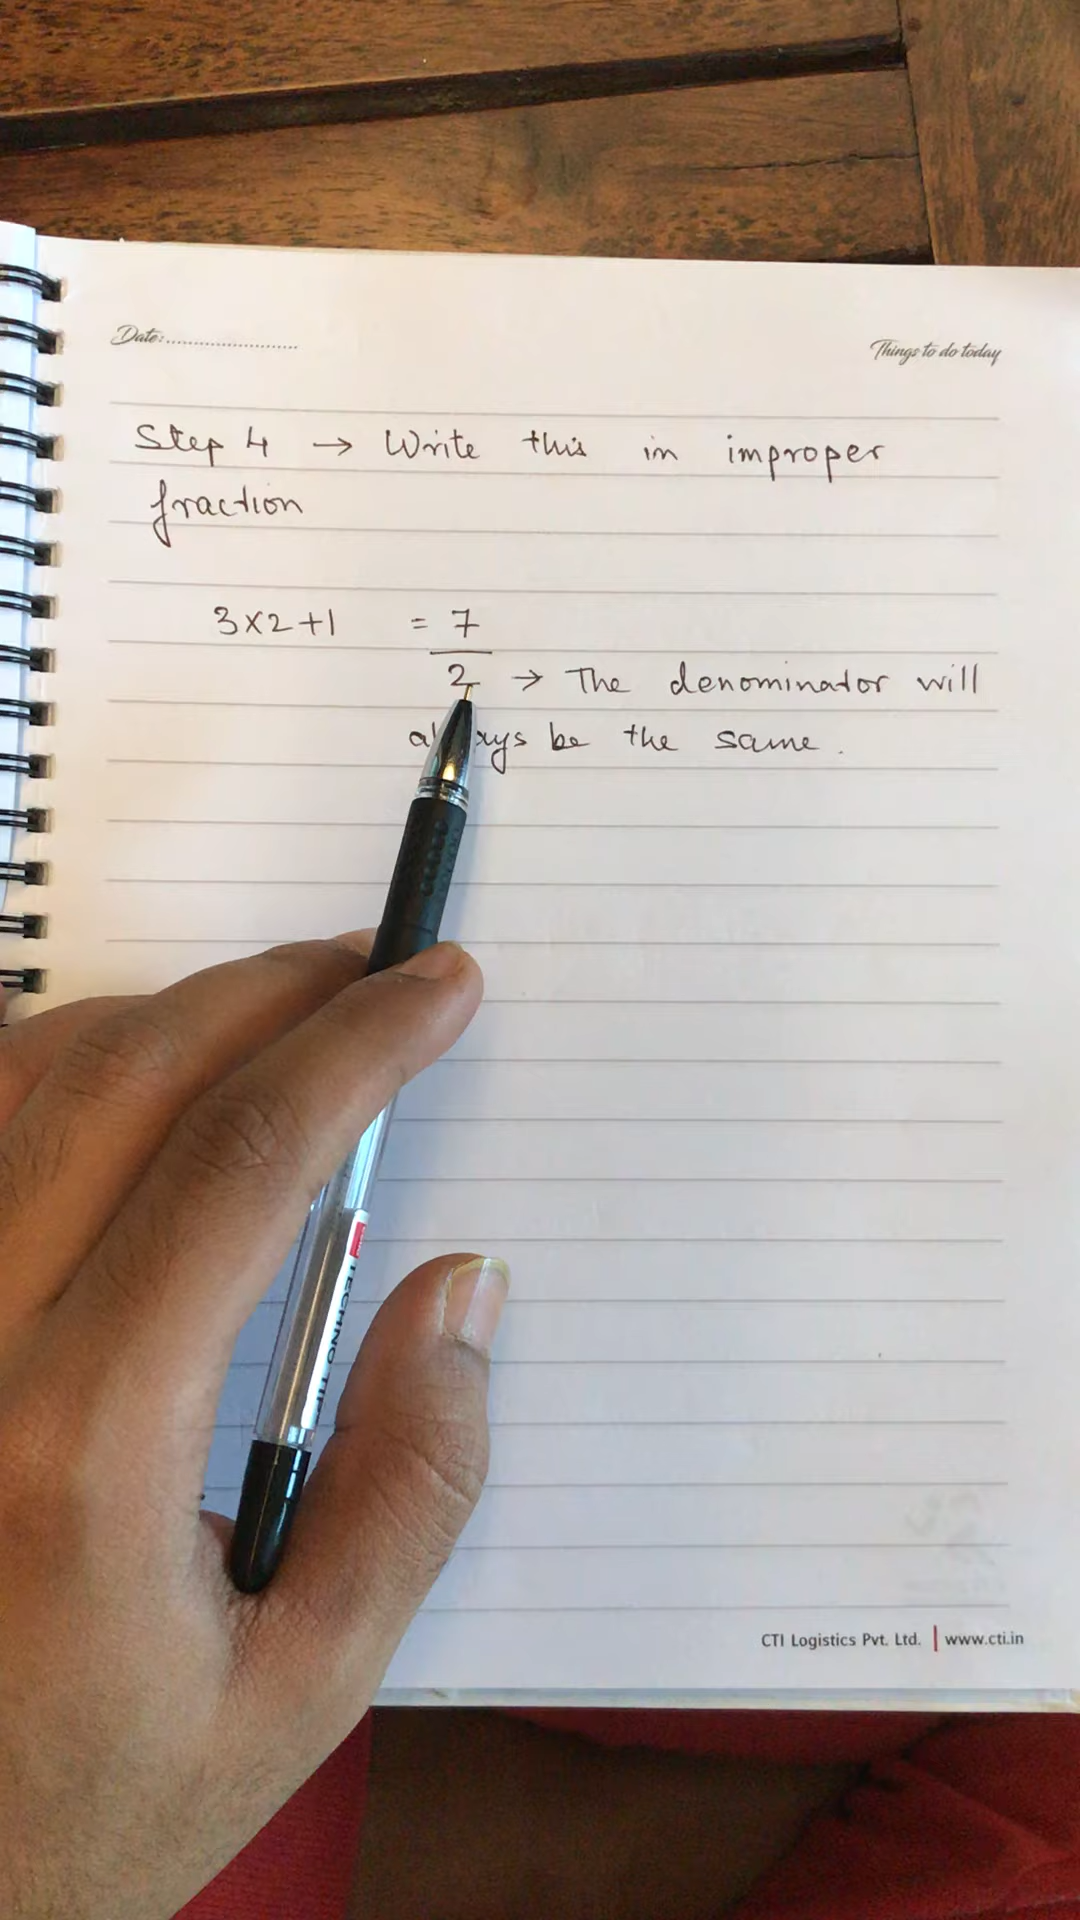 Date:........................
Things to do today
Step 4 → Write this in improper
fraction
3×2+1 = 7
2 → The denominator will
be the same.
CTI Logistics Pvt. Ltd. | www.cti.in